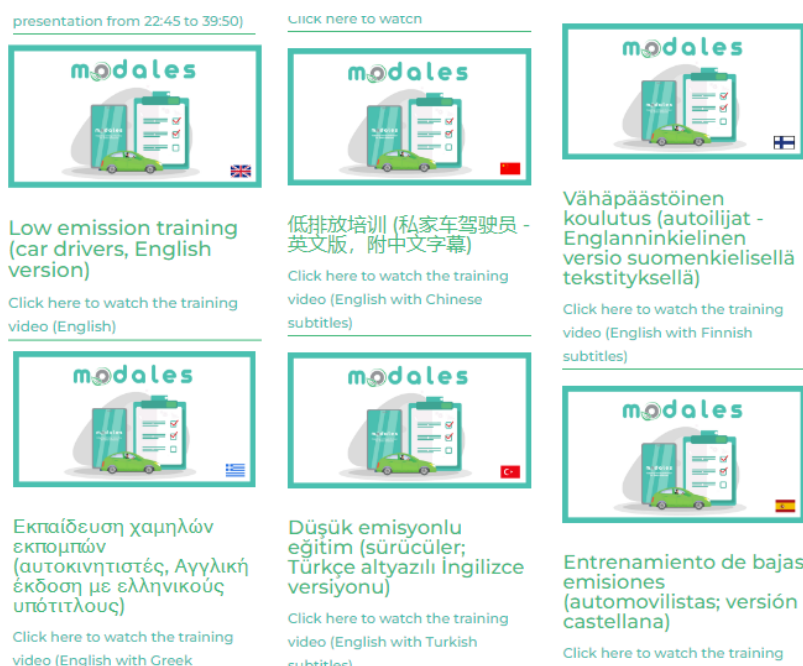 presentation from 22:45 to 39:50)
modales
Low emission training
(car drivers, English
version)
Click here to watch the training
video (English)
modales
Εκπαίδευση χαμηλών
εκπομπών
(αυτοκινητιστές, Αγγλική
έκδοση με ελληνικούς
υπότιτλους)
Click here to watch the training
video (English with Greek
Click here to watch
modales
低排放培训 (私家车驾驶员 -
英文版，附中文字幕)
Click here to watch the training
video (English with Chinese
subtitles)
modales
Düşük emisyonlu
eğitim (sürücüler;
Türkçe altyazılı İngilizce
versiyonu)
Click here to watch the training
video (English with Turkish
subtitles)
modales
Vähäpäästöinen
koulutus (autoilijat -
Englanninkielinen
versio suomenkielisellä
tekstityksellä)
Click here to watch the training
video (English with Finnish
subtitles)
modales
Entrenamiento de bajas
emisiones
(automovilistas; versión
castellana)
Click here to watch the training